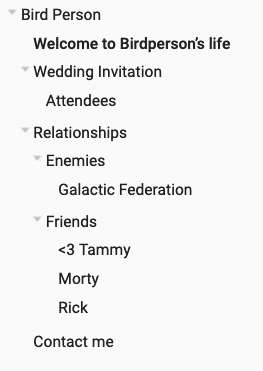 Bird Person
Welcome to Birdperson’s life
Wedding Invitation
Attendees
Relationships
Enemies
Galactic Federation
Friends
<3 Tammy
Morty
Rick
Contact me